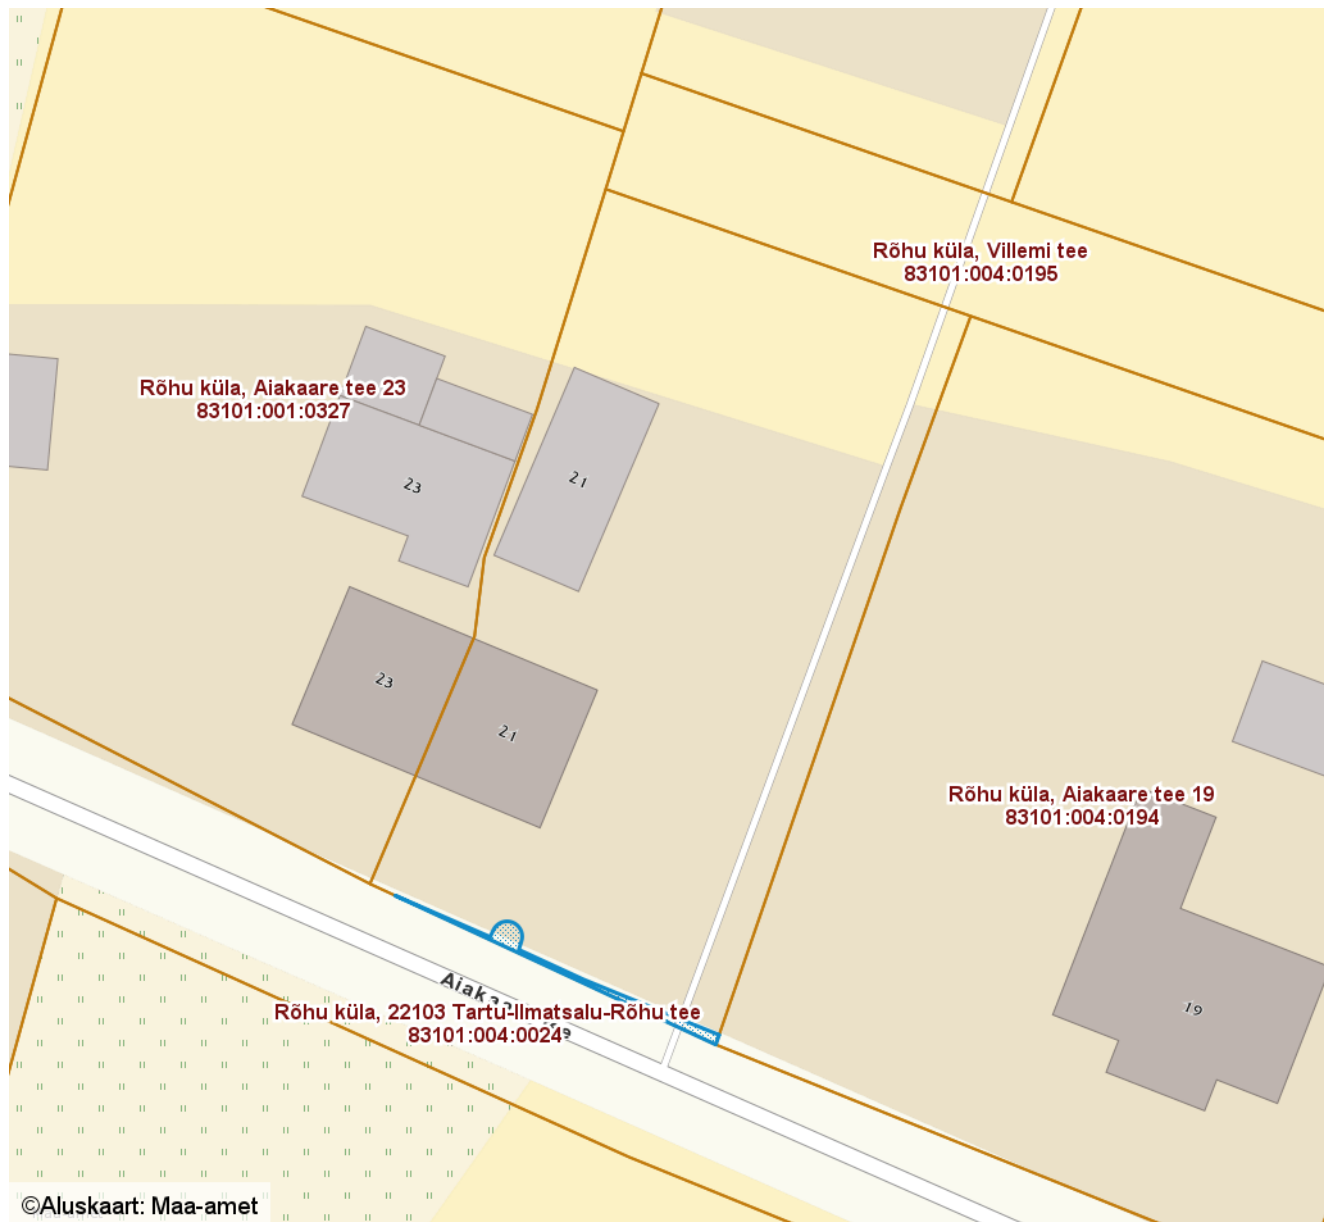 Rõhu küla, Villemi tee
83101:004:0195
Rõhu küla, Aiakaare tee 23
83101:001:0327
23
21
23
21
Rõhu küla, Aiakaare tee 19
83101:004:0194
19
Rõhu küla, 22103 Tartu-Ilmatsalu-Rõhu tee
83101:004:0024
©Aluskaart: Maa-amet